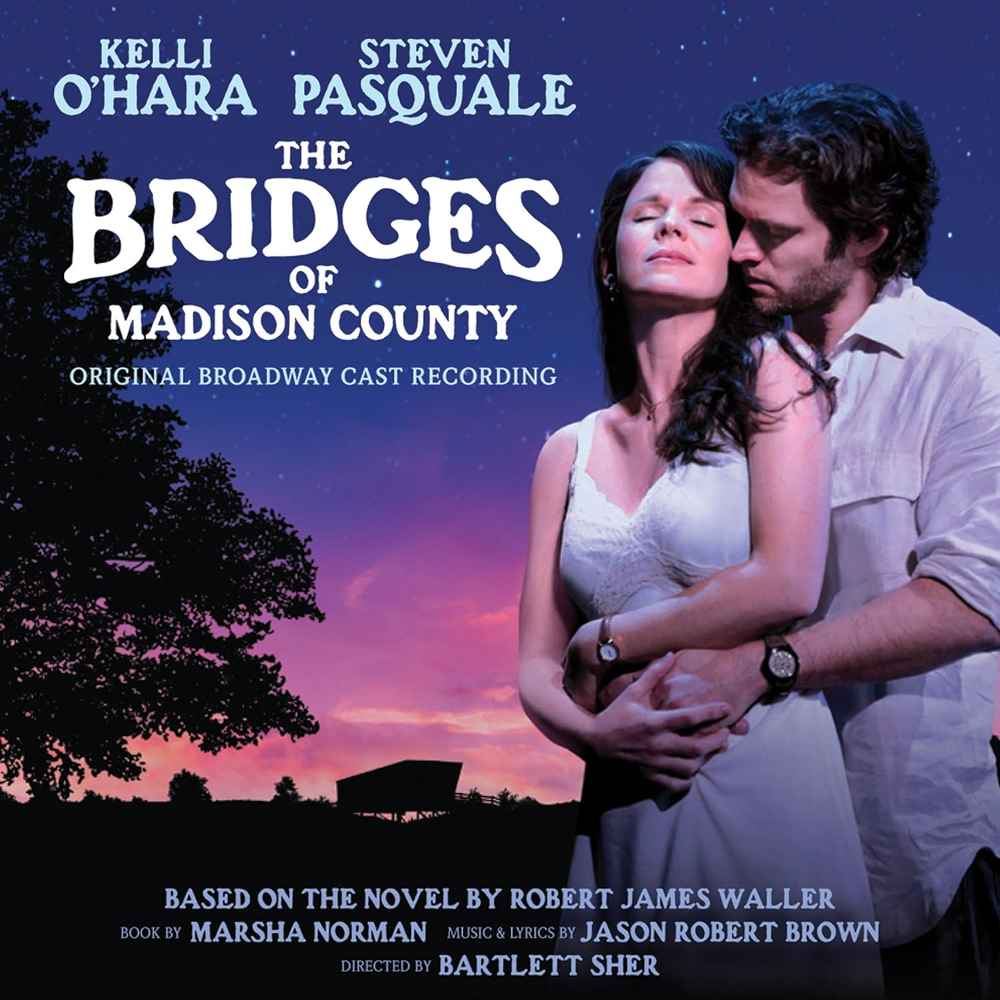 KELLI STEVEN
O'HARA PASQUALE
THE
BRIDGES
OF
MADISON COUNTY
ORIGINAL BROADWAY CAST RECORDING
BASED ON THE NOVEL BY ROBERT JAMES WALLER
BOOK BY MARSHA NORMAN MUSIC & LYRICS BY JASON ROBERT BROWN
DIRECTED BY BARTLETT SHER